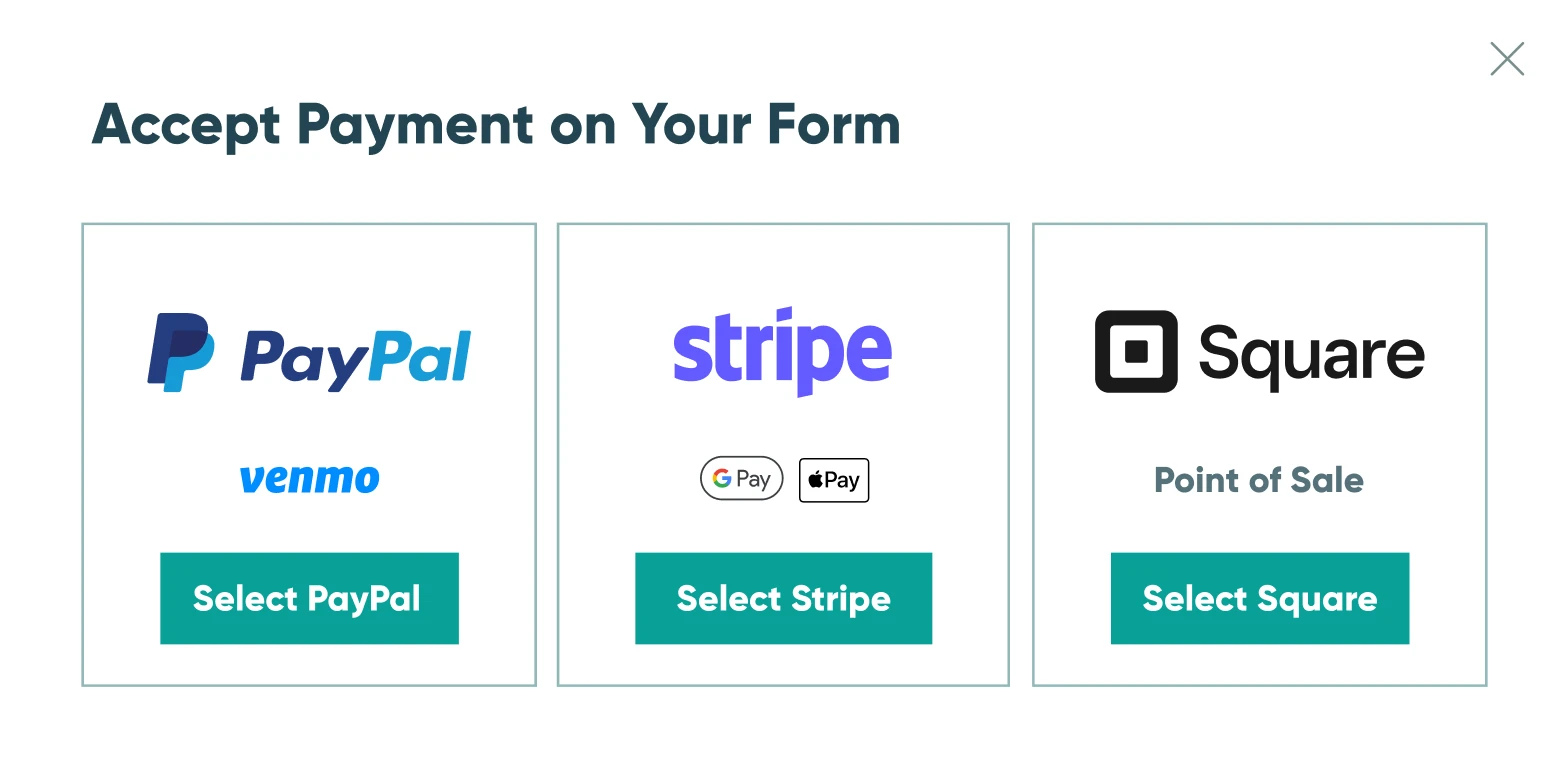 Accept Payment on Your Form
PayPal
venmo
Select PayPal
stripe
G Pay
Pay
Select Stripe
Square
Point of Sale
Select Square